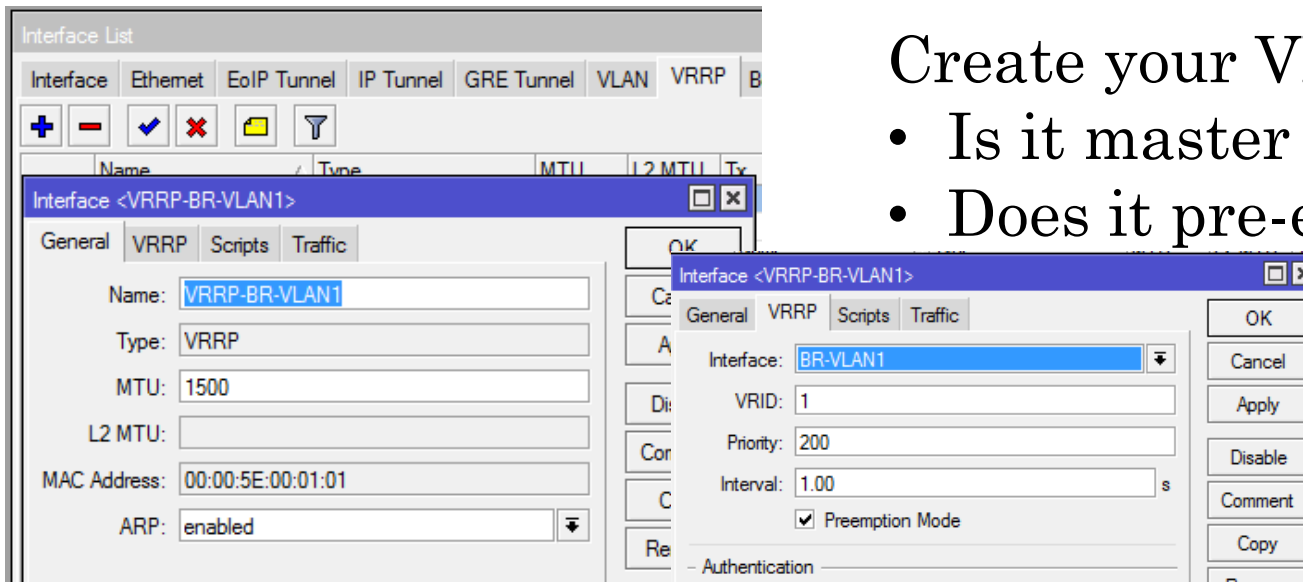 Interface List
Interface Ethernet EoIP Tunnel IP Tunnel GRE Tunnel VLAN VRRP
Name / Type MTU L2 MTU Tx
Interface <VRRP-BR-VLAN1>
General VRRP Scripts Traffic
OK
Name: VRRP-BR-VLAN1
Type: VRRP
MTU: 1500
L2 MTU:
MAC Address: 00:00:5E:00:01:01
ARP: enabled
Create your
• Is it master
• Does it
Interface <VRRP-BR-VLAN1>
General VRRP Scripts Traffic
OK
Interface: BR-VLAN1
Cancel
VRID: 1
Apply
Priority: 200
Disable
Interval: 1.00 s
Comment
Preemption Mode
Copy
Authentication